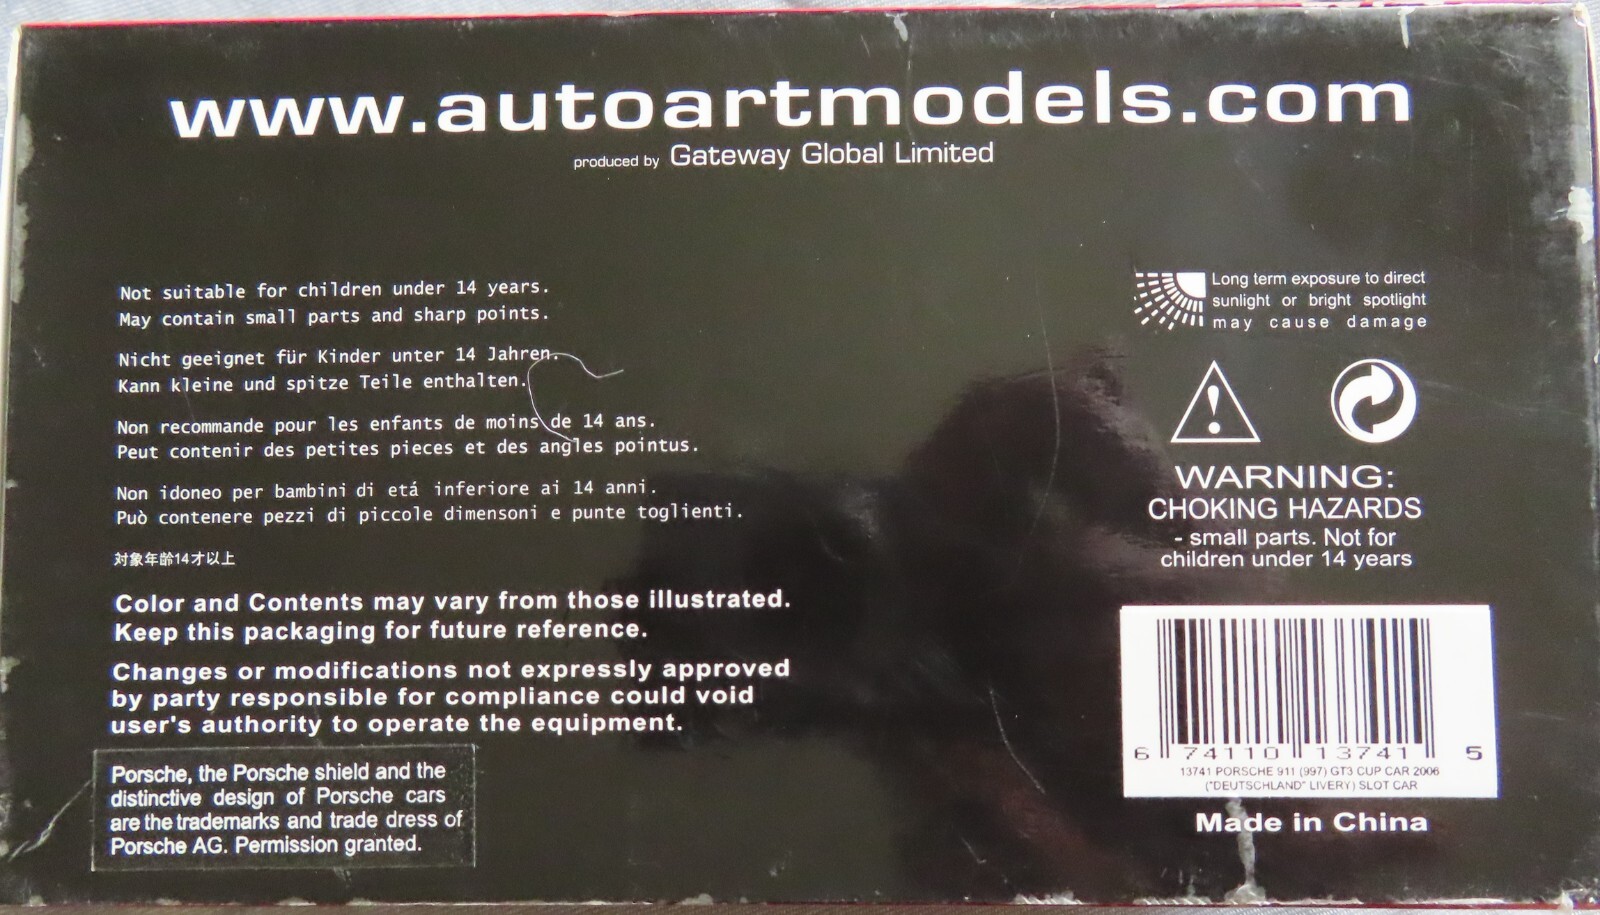 www.autoartmodels.com
produced by Gateway Global Limited
Not suitable for children under 14 years.
May contain small parts and sharp points.
Nicht geeignet für Kinder unter 14 Jahren.
Kann kleine und spitze Teile enthalten.
Non recommande pour les enfants de moins de 14 ans.
Peut contenir des petites pieces et des angles pointus.
Non idoneo per bambini di etá inferiore ai 14 anni.
Può contenere pezzi di piccole dimensoni e punte toglienti.
対象年齢14才以上
Color and Contents may vary from those illustrated.
Keep this packaging for future reference.
Changes or modifications not expressly approved
by party responsible for compliance could void
user's authority to operate the equipment.
Porsche, the Porsche shield and the
distinctive design of Porsche cars
are the trademarks and trade dress of
Porsche AG. Permission granted.
Long term exposure to direct
sunlight or bright spotlight
may cause damage
WARNING:
CHOKING HAZARDS
- small parts. Not for
children under 14 years
6 74110 13741 5
13741 PORSCHE 911 (997) GT3 CUP CAR 2006
("DEUTSCHLAND" LIVERY) SLOT CAR
Made in China